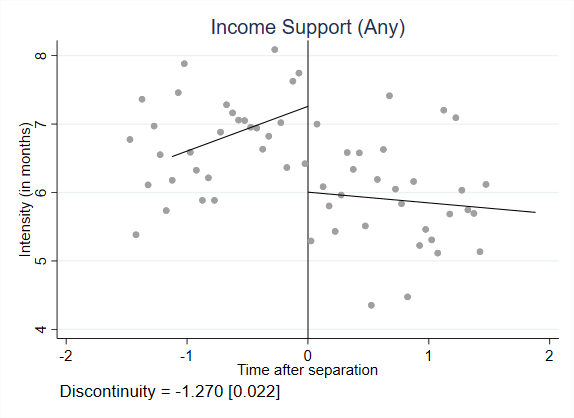 Income Support (Any)
Intensity (in months)
8
7
6
5
4
-2
-1
0
1
2
Time after separation
Discontinuity = -1.270 [0.022]